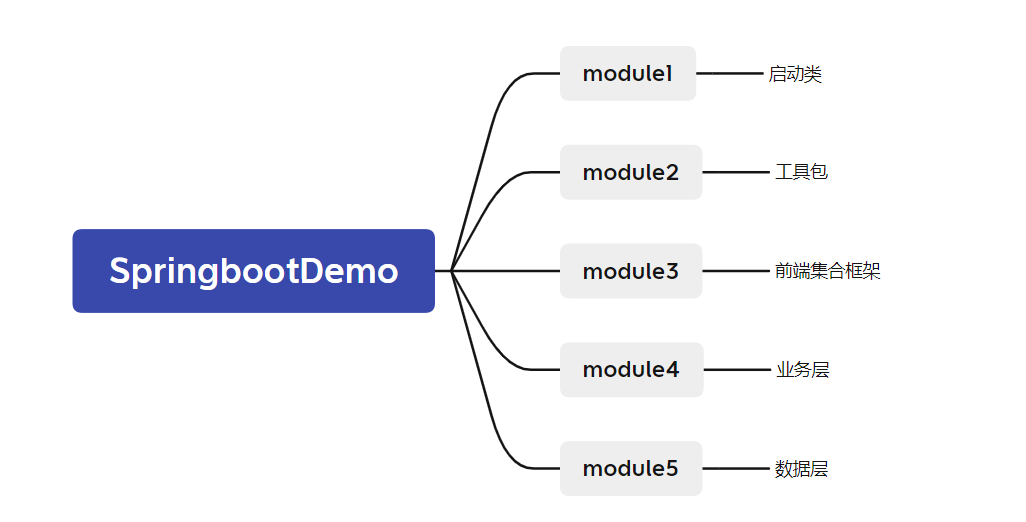 module1
启动类
module2
工具包
SpringbootDemo
module3
前端集合框架
module4
业务层
module5
数据层